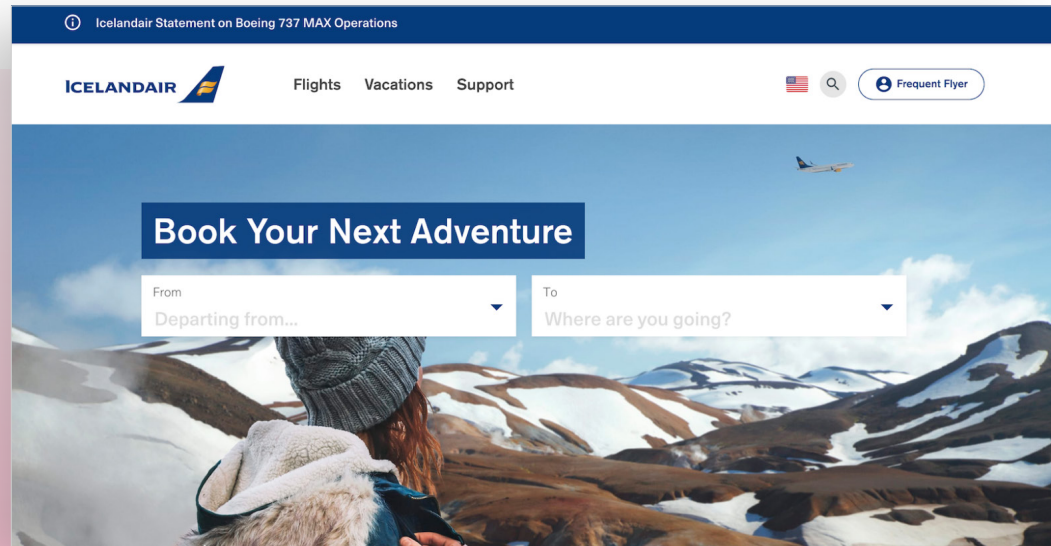 Icelandair Statement on Boeing 737 MAX Operations
ICELANDAIR Flights Vacations Support Frequent Flyer
Book Your Next Adventure
From
Departing from...
To
Where are you going?